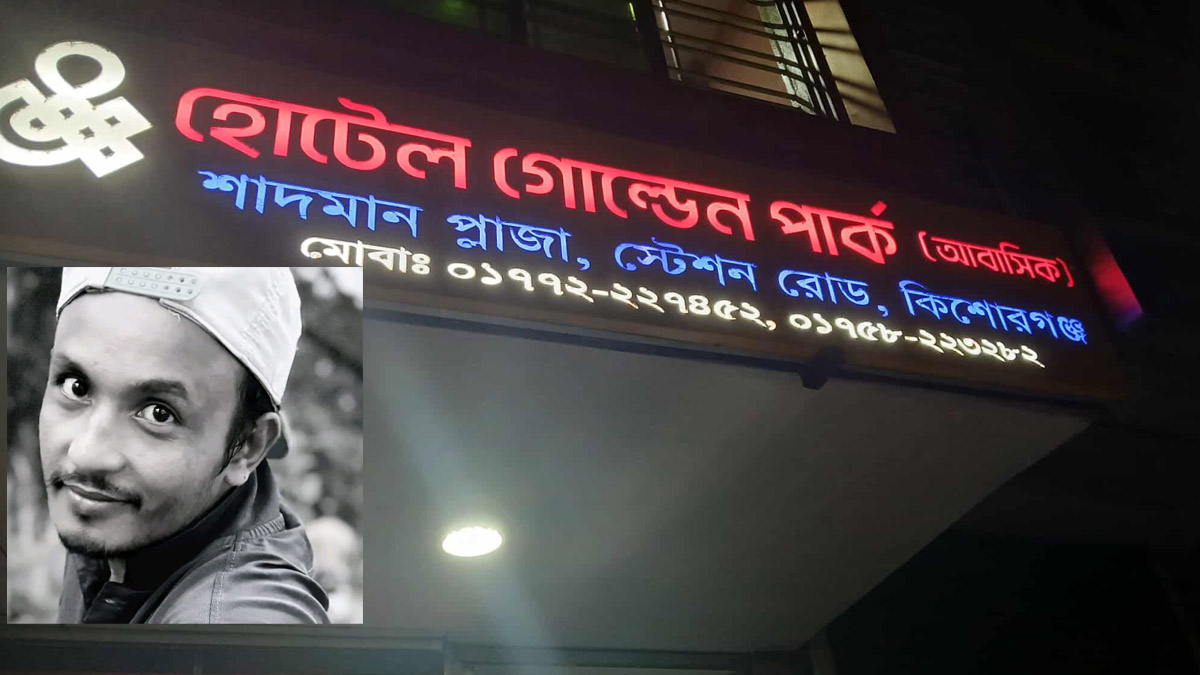 হোটেল গোল্ডেন পার্ক (আবাসিক)
শাদমান প্লাজা, স্টেশন রোড, কিশোরগঞ্জ
মোবাঃ ০১৭৭২-২২৭৪৫২, ০১৭৫৮-২২৩২৮২